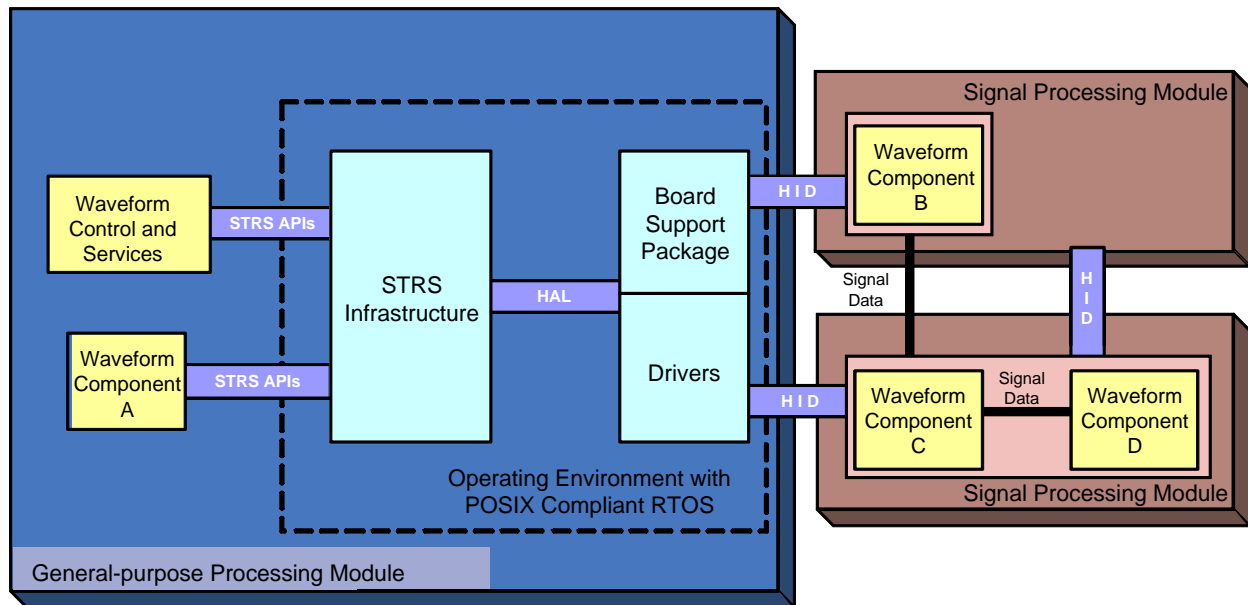 Signal Processing Module
Waveform
Component
B
H I D
Board
Support
Package
Waveform
Control and
Services
STRS APIs
STRS
Infrastructure
HAL
Signal
Data
H
I
D
Waveform
Component
A
STRS APIs
Drivers
H I D
Waveform
Component
C
Signal
Data
Waveform
Component
D
Operating Environment with
POSIX Compliant RTOS
Signal Processing Module
General-purpose Processing Module